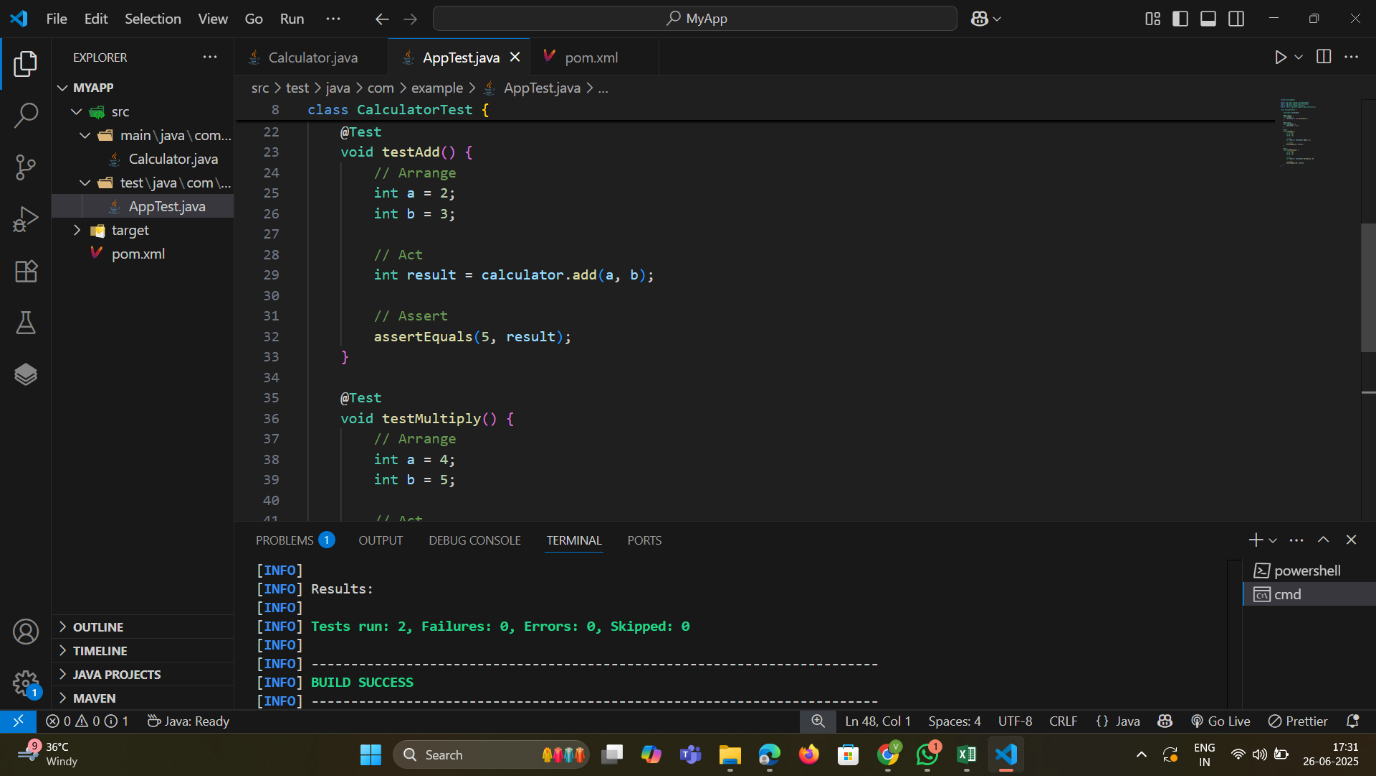 File Edit Selection View Go Run ··· MyApp
EXPLORER ···
Calculator.java AppTest.java pom.xml
MYAPP
src
main\java\com...
Calculator.java
test\java\com\...
AppTest.java
target
pom.xml
OUTLINE
TIMELINE
JAVA PROJECTS
MAVEN
1
src > test > java > com > example > AppTest.java > ...
8 class CalculatorTest {
22 @Test
23 void testAdd() {
24 // Arrange
25 int a = 2;
26 int b = 3;
27
28 // Act
29 int result = calculator.add(a, b);
30
31 // Assert
32 assertEquals(5, result);
33 }
34
35 @Test
36 void testMultiply() {
37 // Arrange
38 int a = 4;
39 int b = 5;
40
41 // Act
PROBLEMS 1 OUTPUT DEBUG CONSOLE TERMINAL PORTS
[INFO]
[INFO] Results:
[INFO]
[INFO] Tests run: 2, Failures: 0, Errors: 0, Skipped: 0
[INFO]
[INFO] ------------------------------------------------------------------------
[INFO] BUILD SUCCESS
[INFO] ------------------------------------------------------------------------
powershell
cmd
0 0 1 Java: Ready Ln 48, Col 1 Spaces: 4 UTF-8 CRLF {} Java Go Live Prettier
9 36°C
Windy
Search
1
ENG
IN
17:31
26-06-2025